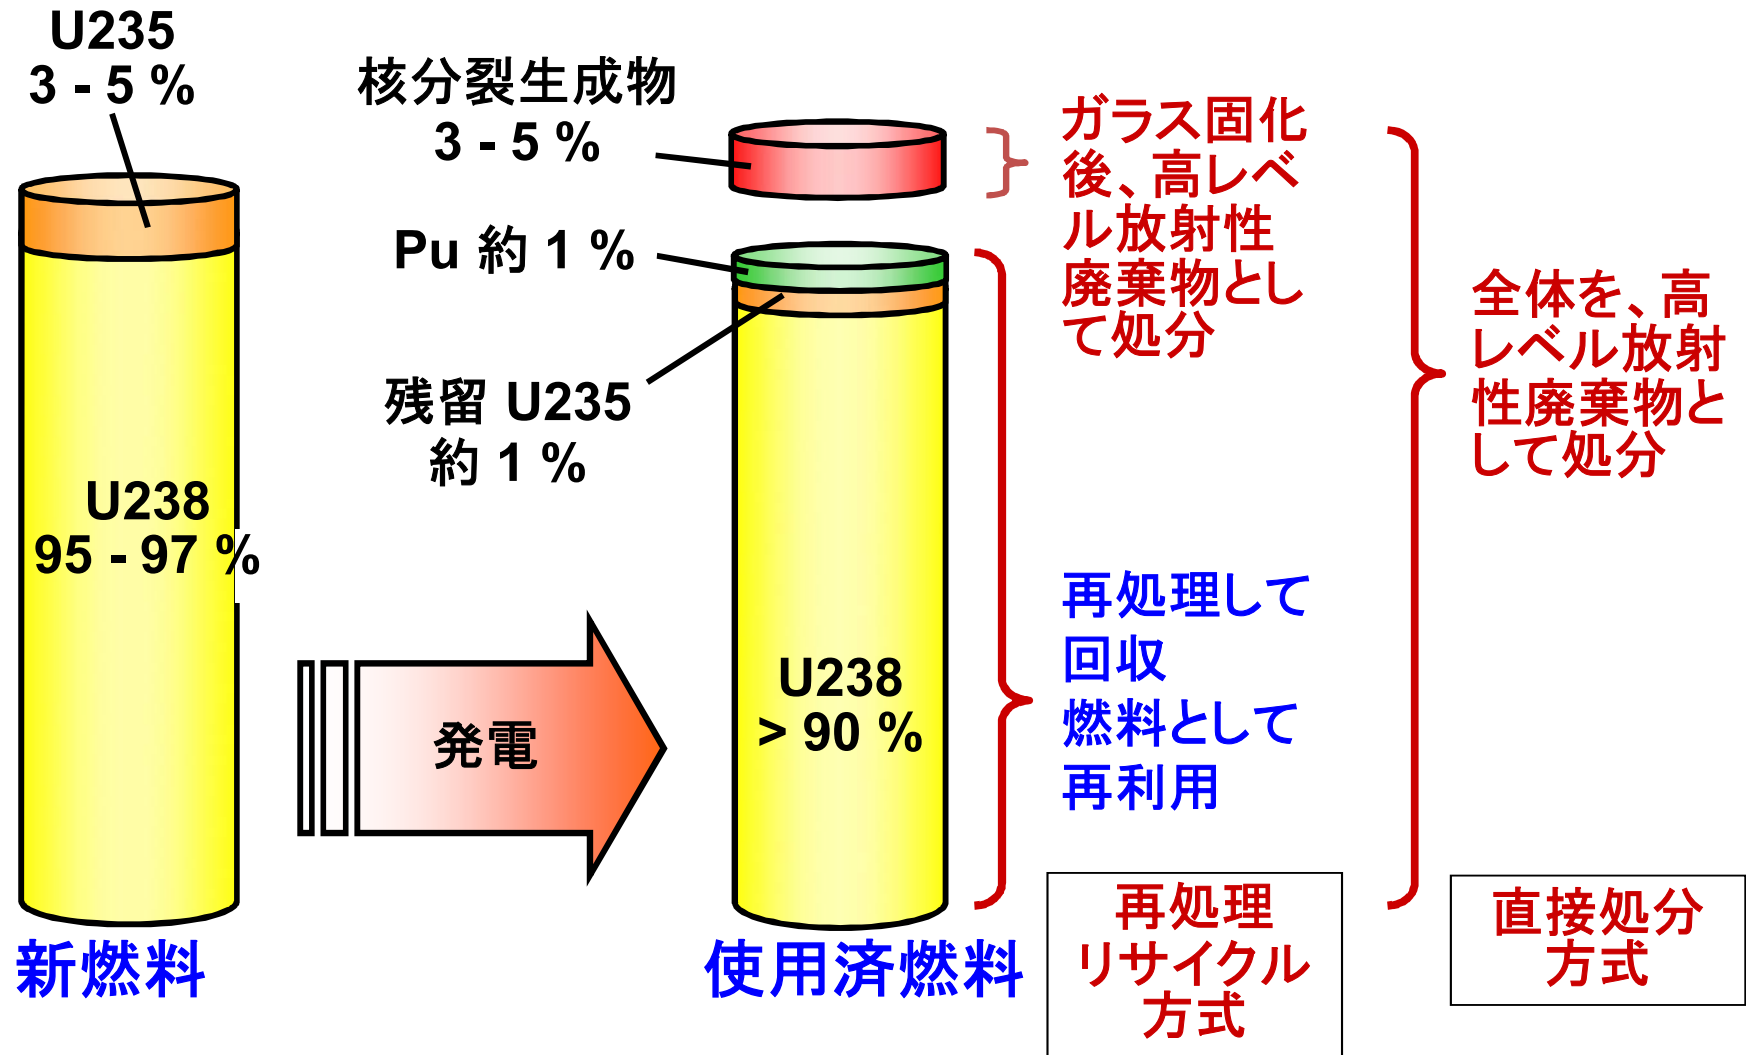 U235
3 - 5 %
U238
95 - 97 %
新燃料
発電
核分裂生成物
3 - 5 %
Pu 約 1 %
残留 U235
約 1 %
U238
> 90 %
使用済燃料
ガラス固化
後、高レベ
ル放射性
廃棄物とし
て処分
再処理して
回収
燃料として
再利用
再処理
リサイクル
方式
全体を、高
レベル放射
性廃棄物と
して処分
直接処分
方式